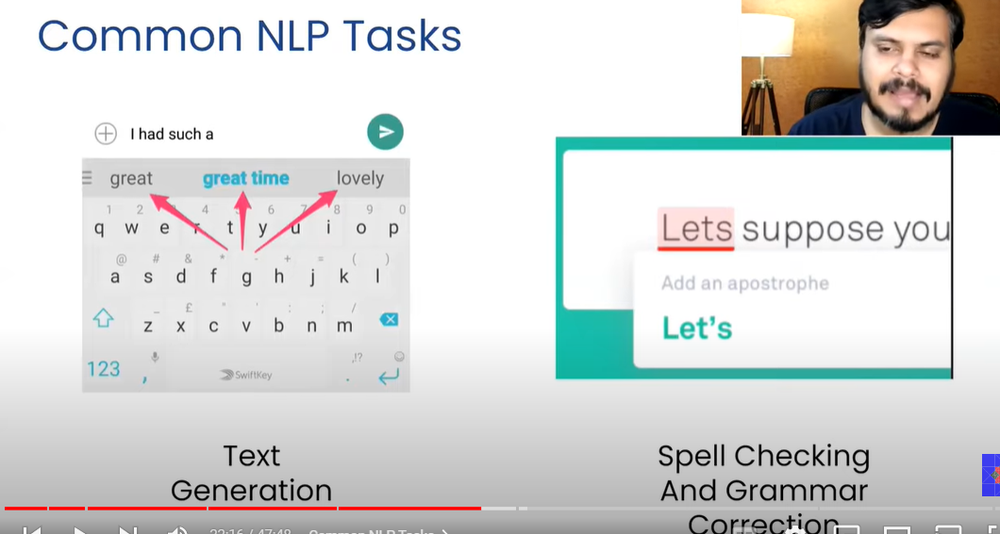 Common NLP Tasks
I had such a
great great time lovely
1 2 4 6 7 8 9 0
q w e r t y u i o p
@ # & * - + = ( )
a s d f g h j k l
_ £ " ' : ; /
z x c v b n m
123 , SwiftKey . ,!?
Lets suppose you
Add an apostrophe
Let's
Text
Generation
Spell Checking
And Grammar
Correction
22:16 / 47:48 Common NLP Tasks